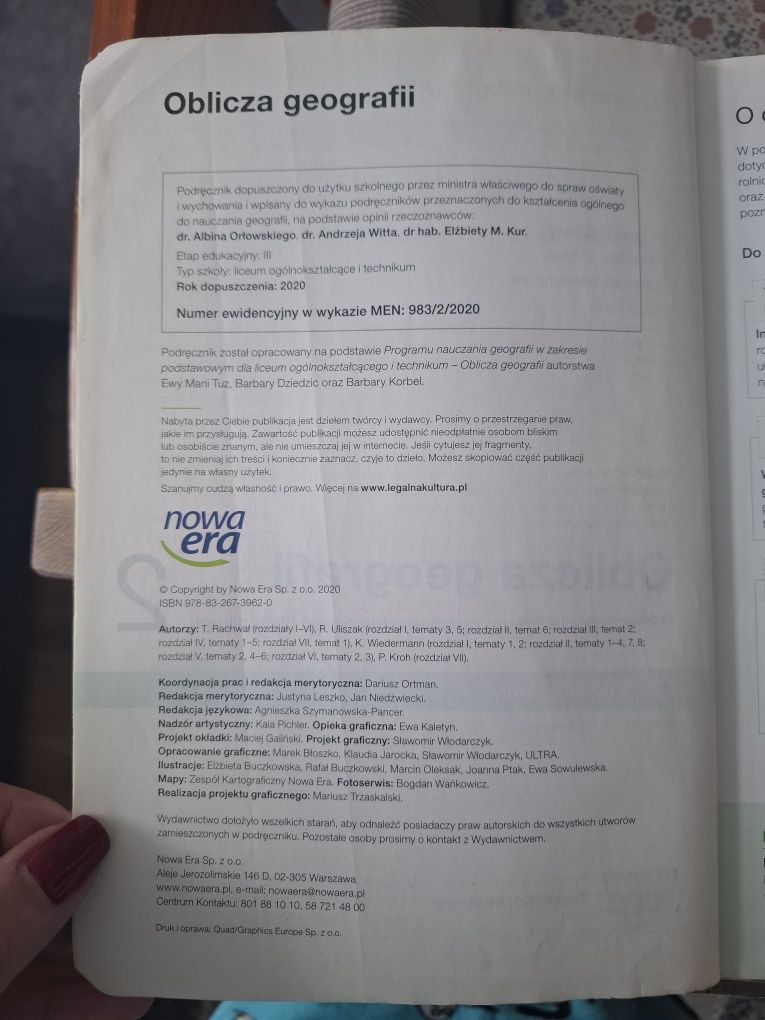 Oblicza geografii
Podręcznik dopuszczony do użytku szkolnego przez ministra właściwego do spraw oświaty
i wychowania i wpisany do wykazu podręczników przeznaczonych do kształcenia ogólnego
do nauczania geografii, na podstawie opinii rzeczoznawców:
dr. Albina Orłowskiego, dr. Andrzeja Witta, dr hab. Elżbiety M. Kur.
Etap edukacyjny: III
Typ szkoły: liceum ogólnokształcące i technikum
Rok dopuszczenia: 2020
Numer ewidencyjny w wykazie MEN: 983/2/2020
Podręcznik został opracowany na podstawie Programu nauczania geografii w zakresie
podstawowym dla liceum ogólnokształcącego i technikum – Oblicza geografii autorstwa
Ewy Marii Tuz, Barbary Dziedzic oraz Barbary Korbel.
Nabyta przez Ciebie publikacja jest dziełem twórcy i wydawcy. Prosimy o przestrzeganie praw,
jakie im przysługują. Zawartość publikacji możesz udostępnić nieodpłatnie osobom bliskim
lub osobiście znanym, ale nie umieszczaj jej w internecie. Jeśli cytujesz jej fragmenty,
to nie zmieniaj ich treści i koniecznie zaznacz, czyje to dzieło. Możesz skopiować część publikacji
jedynie na własny użytek.
Szanujmy cudzą własność i prawo. Więcej na www.legalnakultura.pl
nowa
era
© Copyright by Nowa Era Sp. z o.o. 2020
ISBN 978-83-267-3962-0
Autorzy: T. Rachwał (rozdziały I–VI), R. Uliszak (rozdział I, tematy 3, 5; rozdział II, temat 6; rozdział III, temat 2;
rozdział IV, tematy 1–5; rozdział VII, temat 1), K. Wiedermann (rozdział I, tematy 1, 2; rozdział II, tematy 1–4, 7, 8;
rozdział V, tematy 2, 4–6; rozdział VI, tematy 2, 3), P. Kroh (rozdział VII).
Koordynacja prac i redakcja merytoryczna: Dariusz Ortman.
Redakcja merytoryczna: Justyna Leszko, Jan Niedźwiecki.
Redakcja językowa: Agnieszka Szymanowska-Pancer.
Nadzór artystyczny: Kaia Pichler. Opieka graficzna: Ewa Kaletyn.
Projekt okładki: Maciej Galiński. Projekt graficzny: Sławomir Włodarczyk.
Opracowanie graficzne: Marek Błoszko, Klaudia Jarocka, Sławomir Włodarczyk, ULTRA.
Ilustracje: Elżbieta Buczkowska, Rafał Buczkowski, Marcin Oleksak, Joanna Ptak, Ewa Sowulewska.
Mapy: Zespół Kartograficzny Nowa Era. Fotoserwis: Bogdan Wańkowicz.
Realizacja projektu graficznego: Mariusz Trzaskalski.
Wydawnictwo dołożyło wszelkich starań, aby odnaleźć posiadaczy praw autorskich do wszystkich utworów
zamieszczonych w podręczniku. Pozostałe osoby prosimy o kontakt z Wydawnictwem.
Nowa Era Sp. z o.o.
Aleje Jerozolimskie 146 D, 02-305 Warszawa
www.nowaera.pl, e-mail: nowaera@nowaera.pl
Centrum Kontaktu: 801 88 10 10, 58 721 48 00
Druk i oprawa: Quad/Graphics Europe Sp. z o.o.
O
W po
doty
rolni
oraz
pozn
Do